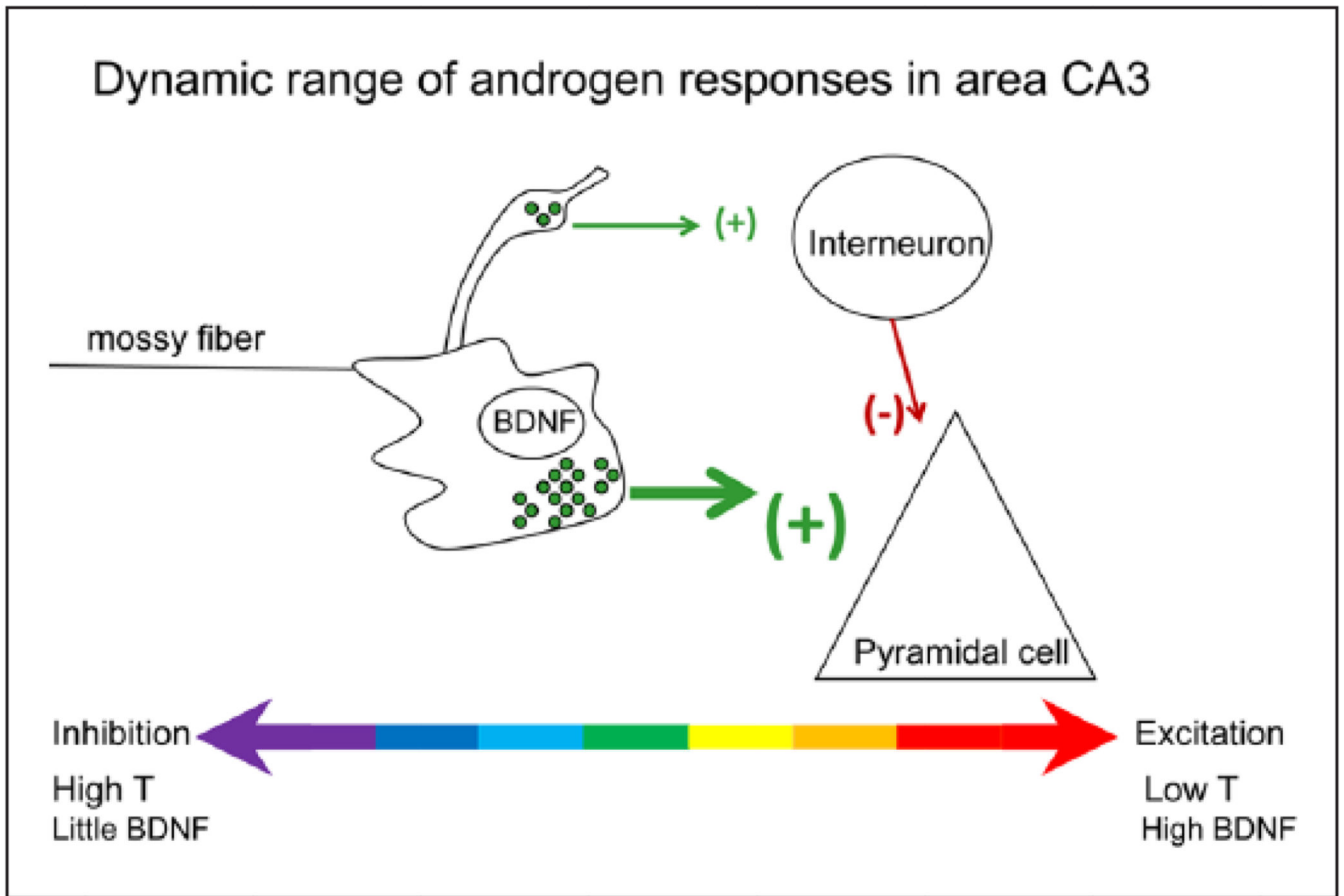 Dynamic range of androgen responses in area CA3
(+)
Interneuron
mossy fiber
(-)
BDNF
(+)
Pyramidal cell
Inhibition
High T
Little BDNF
Excitation
Low T
High BDNF